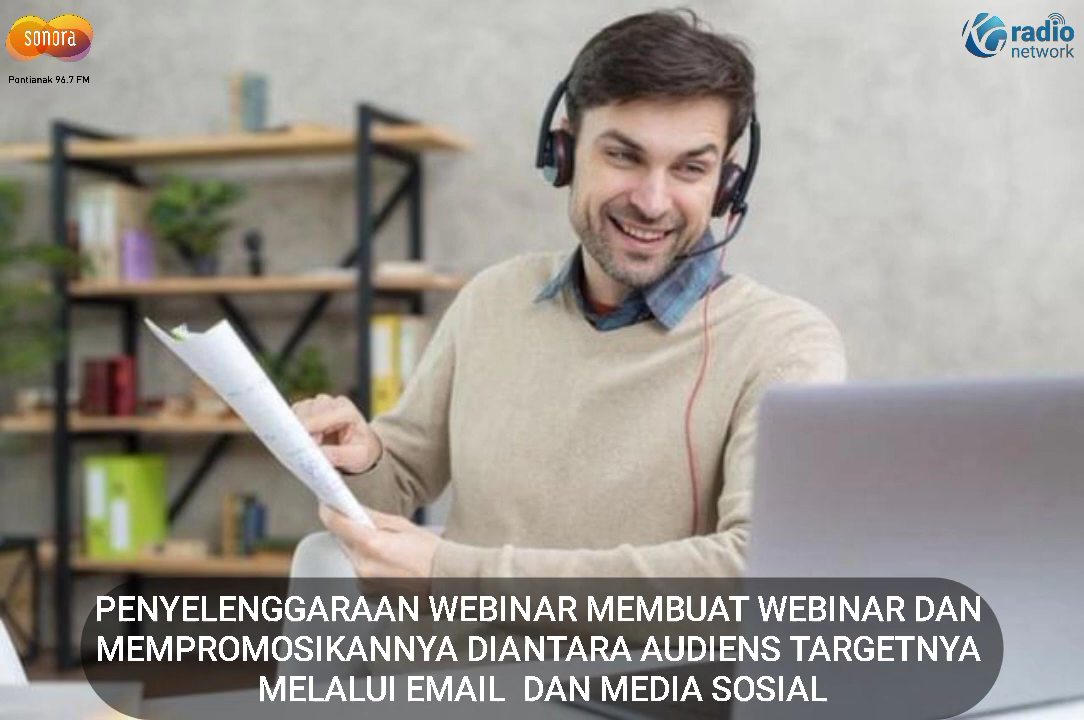 sonora
Pontianak 96.7 FM
radio
network
PENYELENGGARAAN WEBINAR MEMBUAT WEBINAR DAN
MEMPROMOSIKANNYA DIANTARA AUDIENS TARGETNYA
MELALUI EMAIL  DAN MEDIA SOSIAL